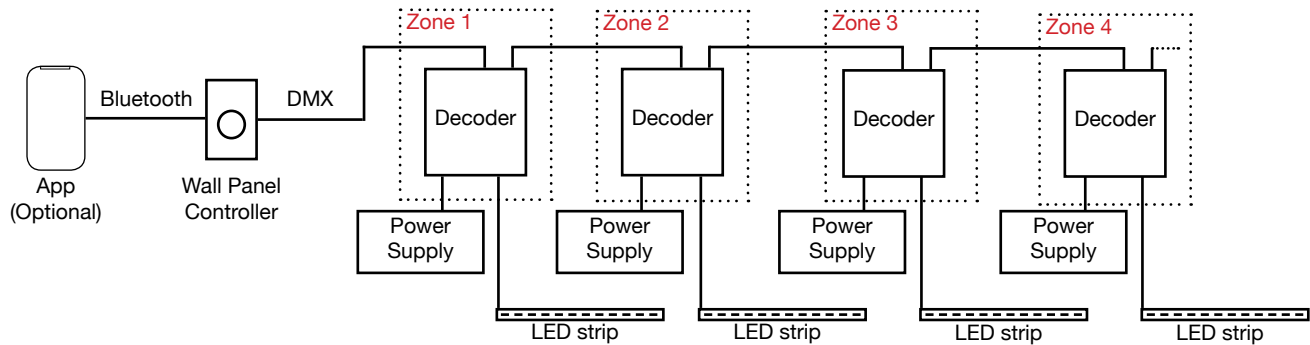 Zone 1
Zone 2
Zone 3
Zone 4
Bluetooth
DMX
Decoder
Decoder
Decoder
Decoder
App
(Optional)
Wall Panel
Controller
Power
Supply
Power
Supply
Power
Supply
Power
Supply
LED strip
LED strip
LED strip
LED strip